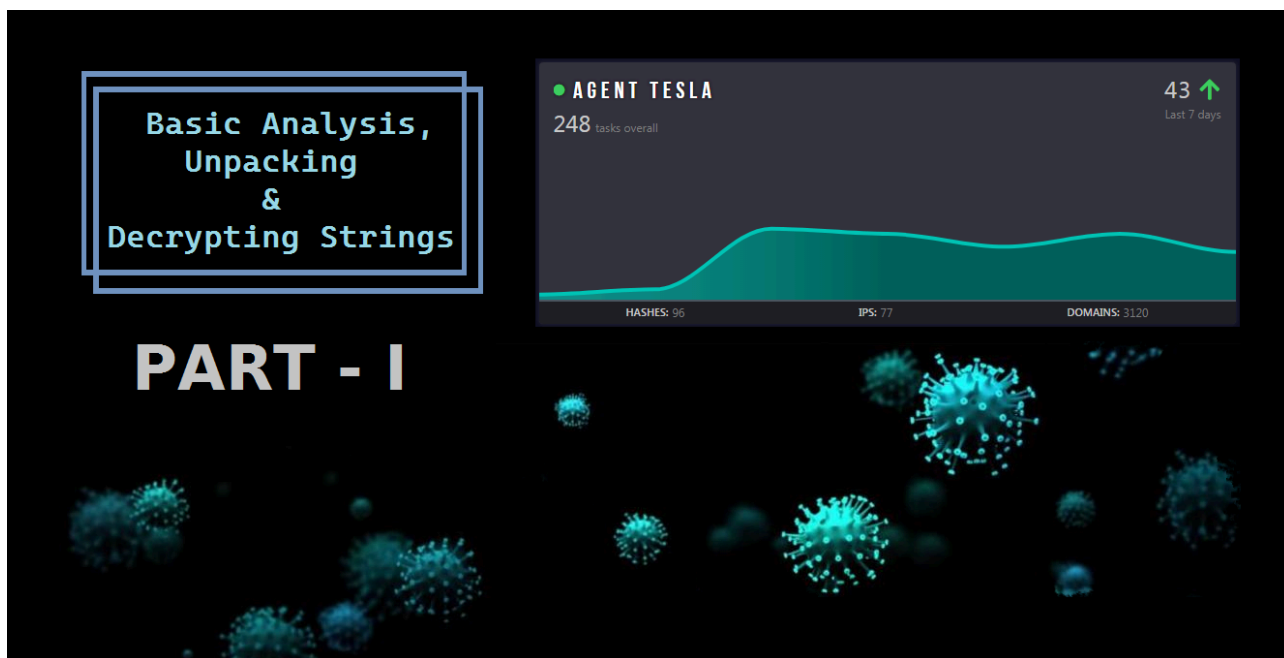 Basic Analysis,
Unpacking
&
Decrypting Strings
PART - I
AGENT TESLA
248 tasks overall
43
Last 7 days
HASHES: 96
IPS: 77
DOMAINS: 3120